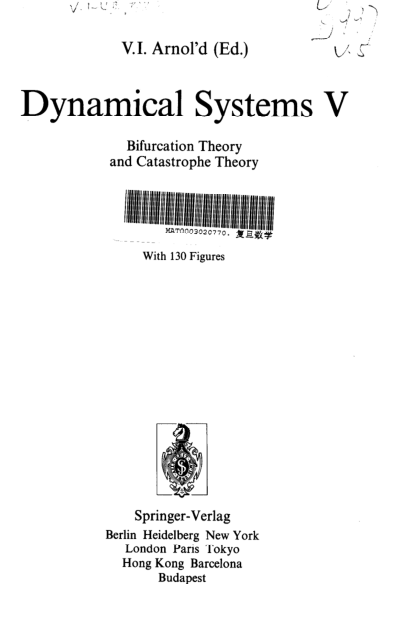 V.I. Arnol'd (Ed.)
Dynamical Systems V
Bifurcation Theory
and Catastrophe Theory
MAT0003020770. 复旦数学
With 130 Figures
Springer-Verlag
Berlin Heidelberg New York
London Paris Tokyo
Hong Kong Barcelona
Budapest